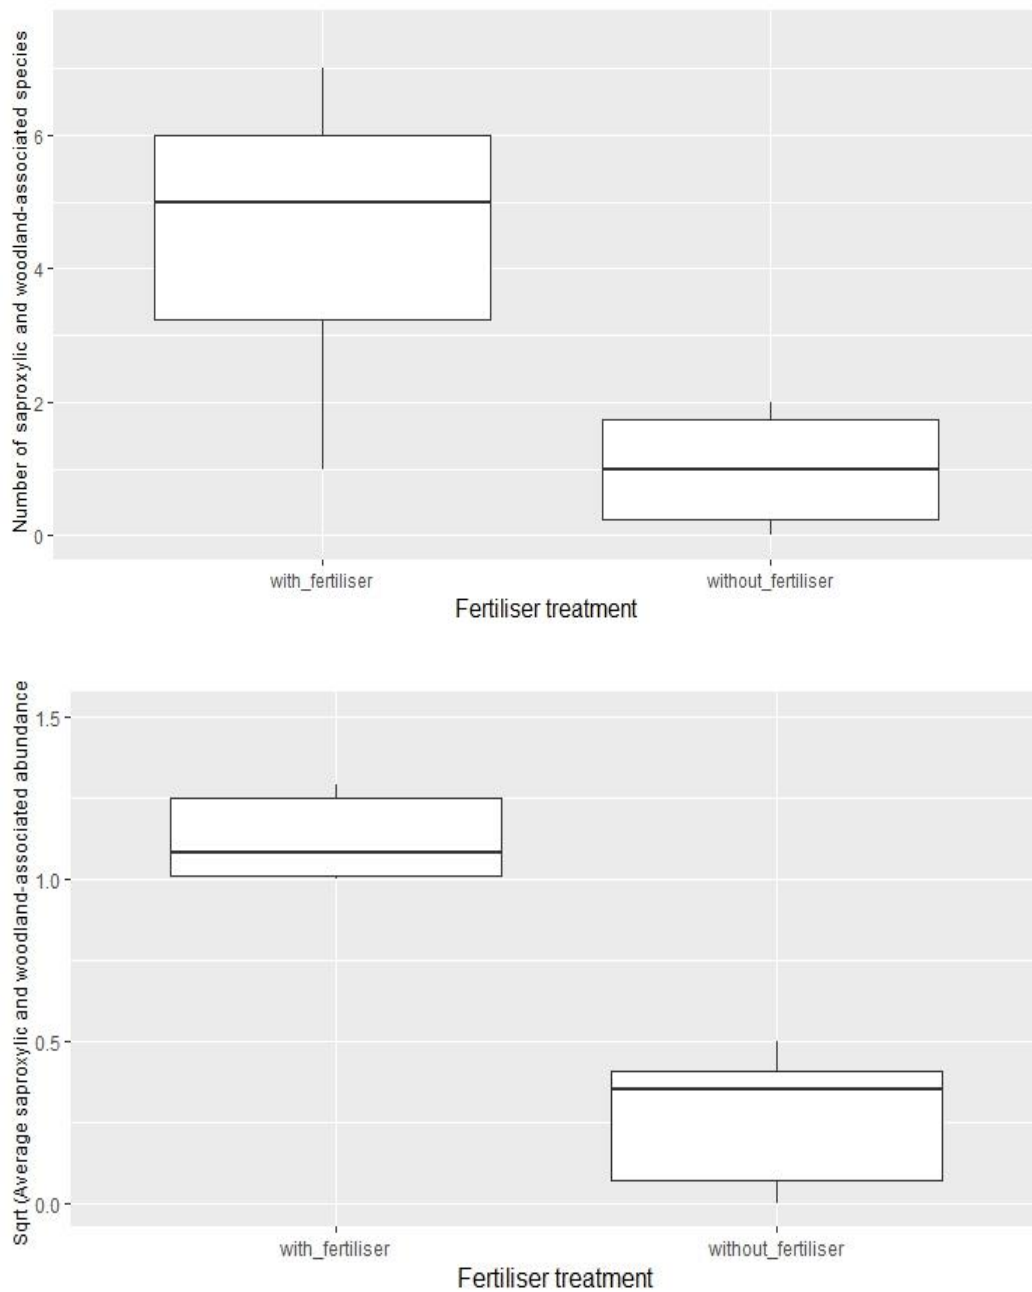 Number of saproxylic and woodland-associated species
6
4
2
0
with_fertiliser without_fertiliser
Fertiliser treatment
Sqrt (Average saproxylic and woodland-associated abundance
1.5
1.0
0.5
0.0
with_fertiliser without_fertiliser
Fertiliser treatment